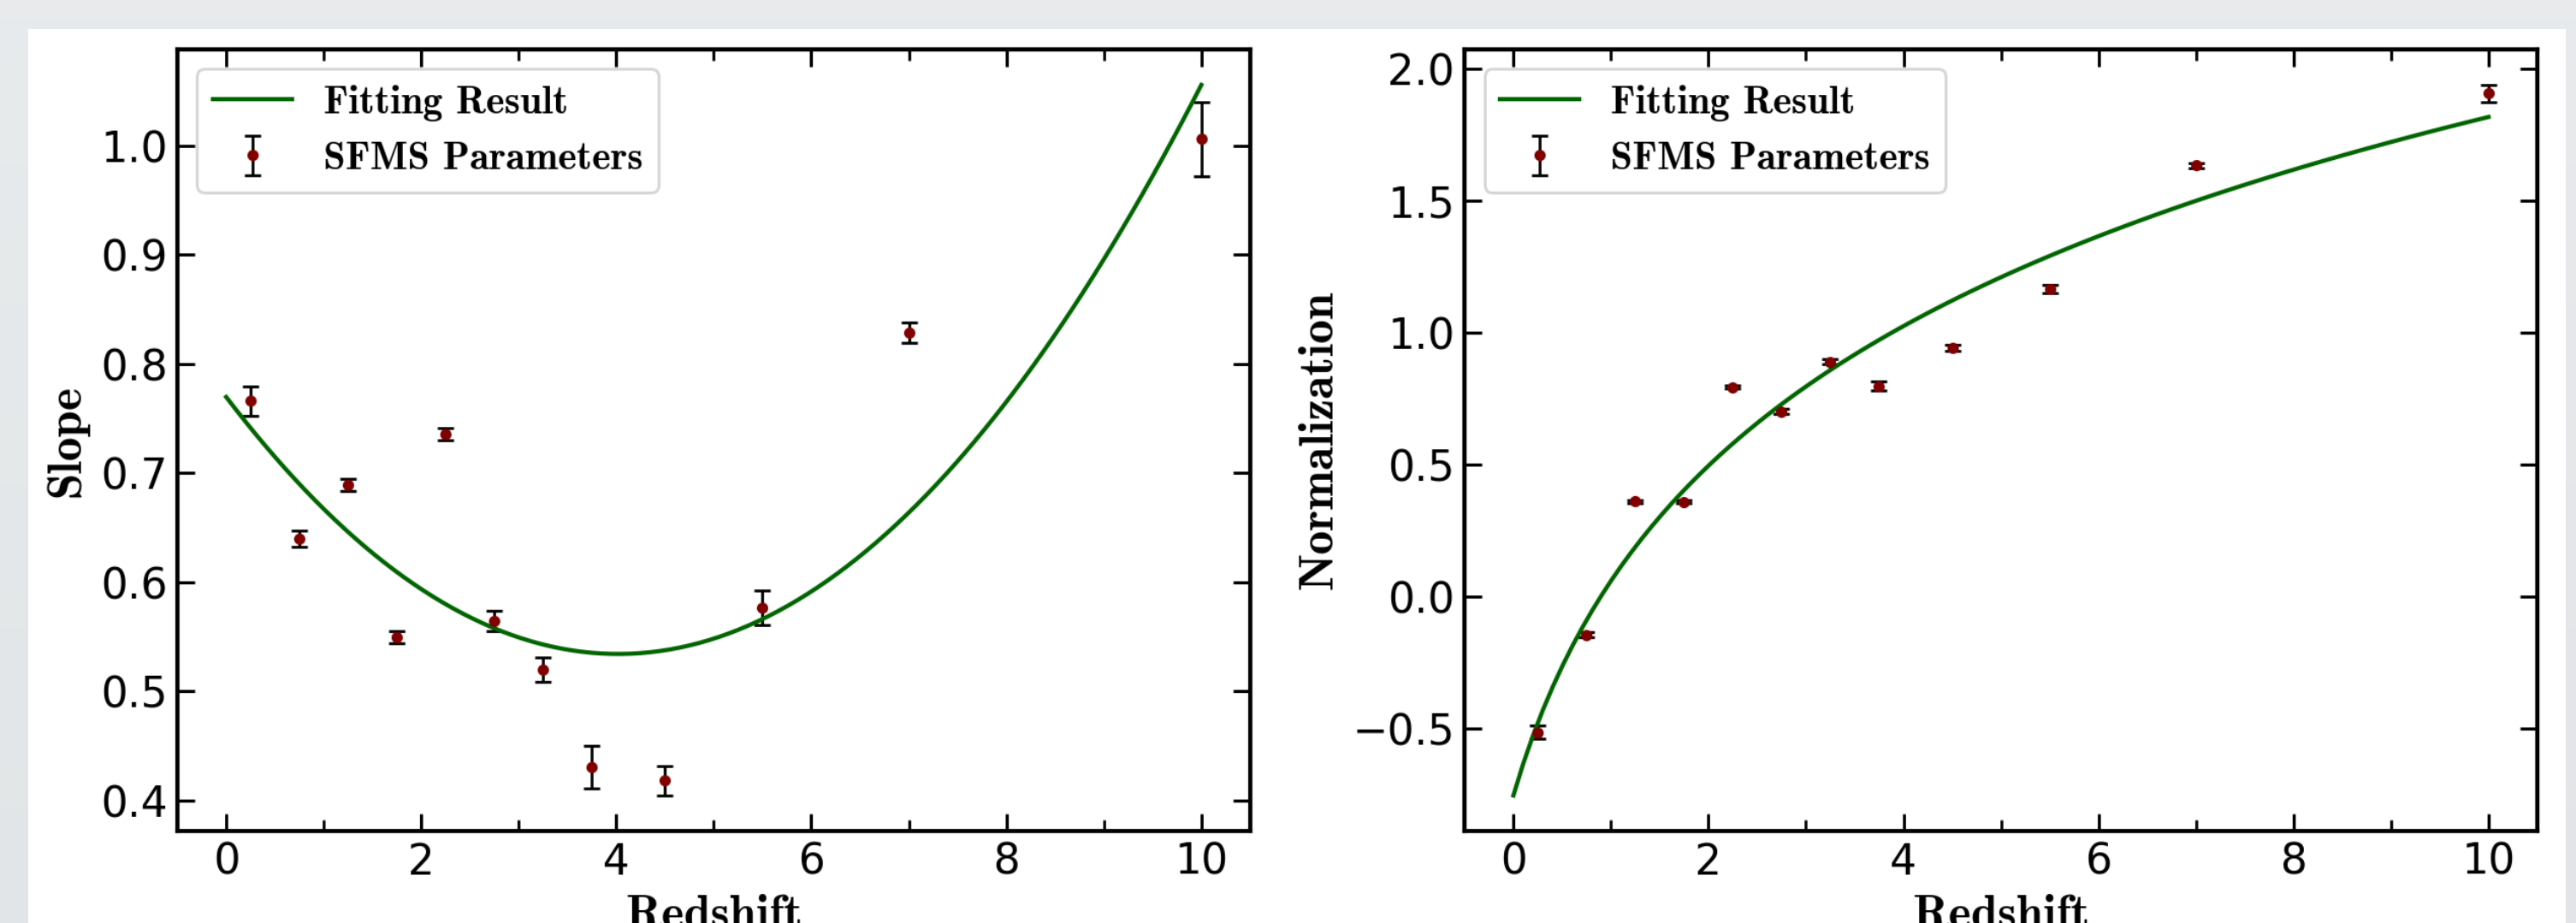 Fitting Result
SFMS Parameters
1.0
0.9
0.8
0.7
0.6
0.5
0.4
Slope
0 2 4 6 8 10
Redshift
Fitting Result
SFMS Parameters
2.0
1.5
1.0
0.5
0.0
−0.5
Normalization
0 2 4 6 8 10
Redshift